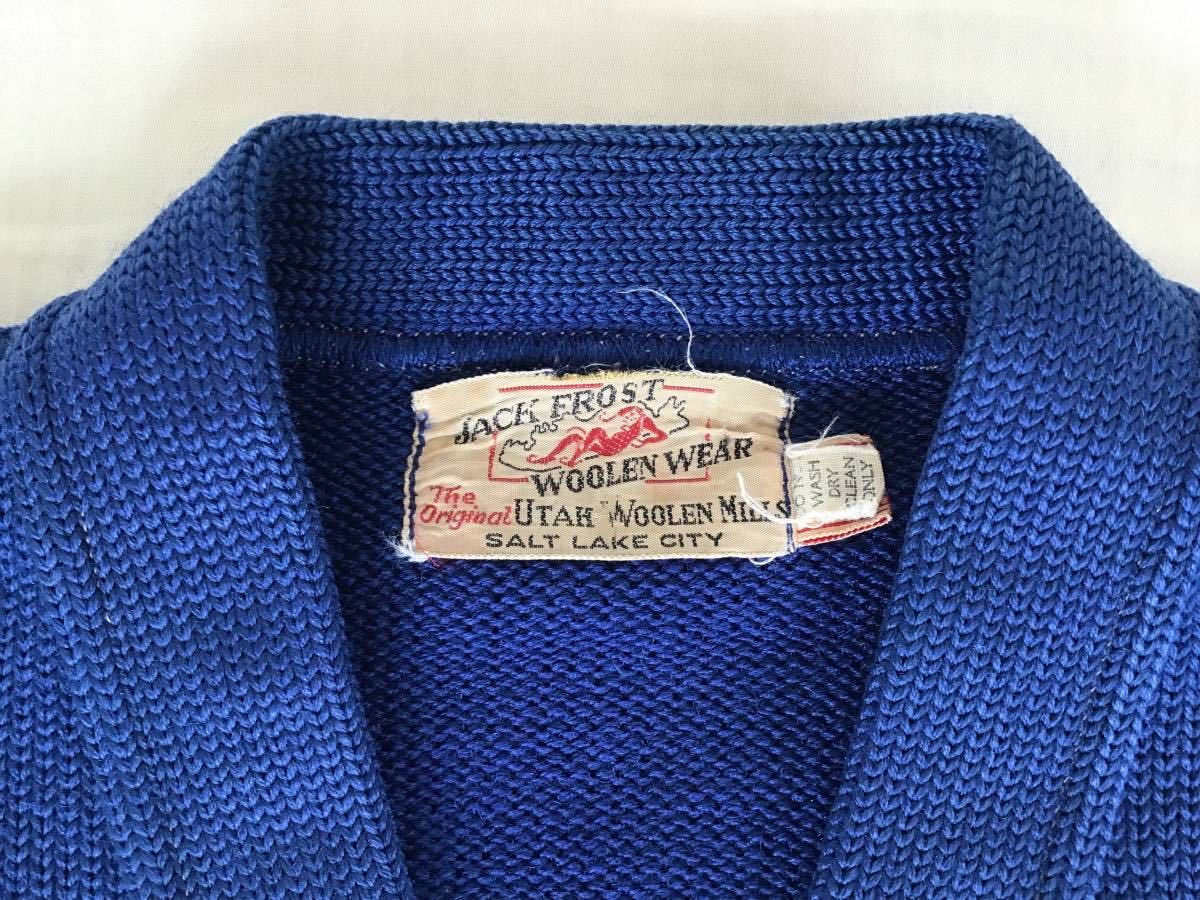 JACK FROST
WOOLEN WEAR
The
Original UTAH WOOLEN MILLS
SALT LAKE CITY
WASH
DRY
CLEAN
ONLY